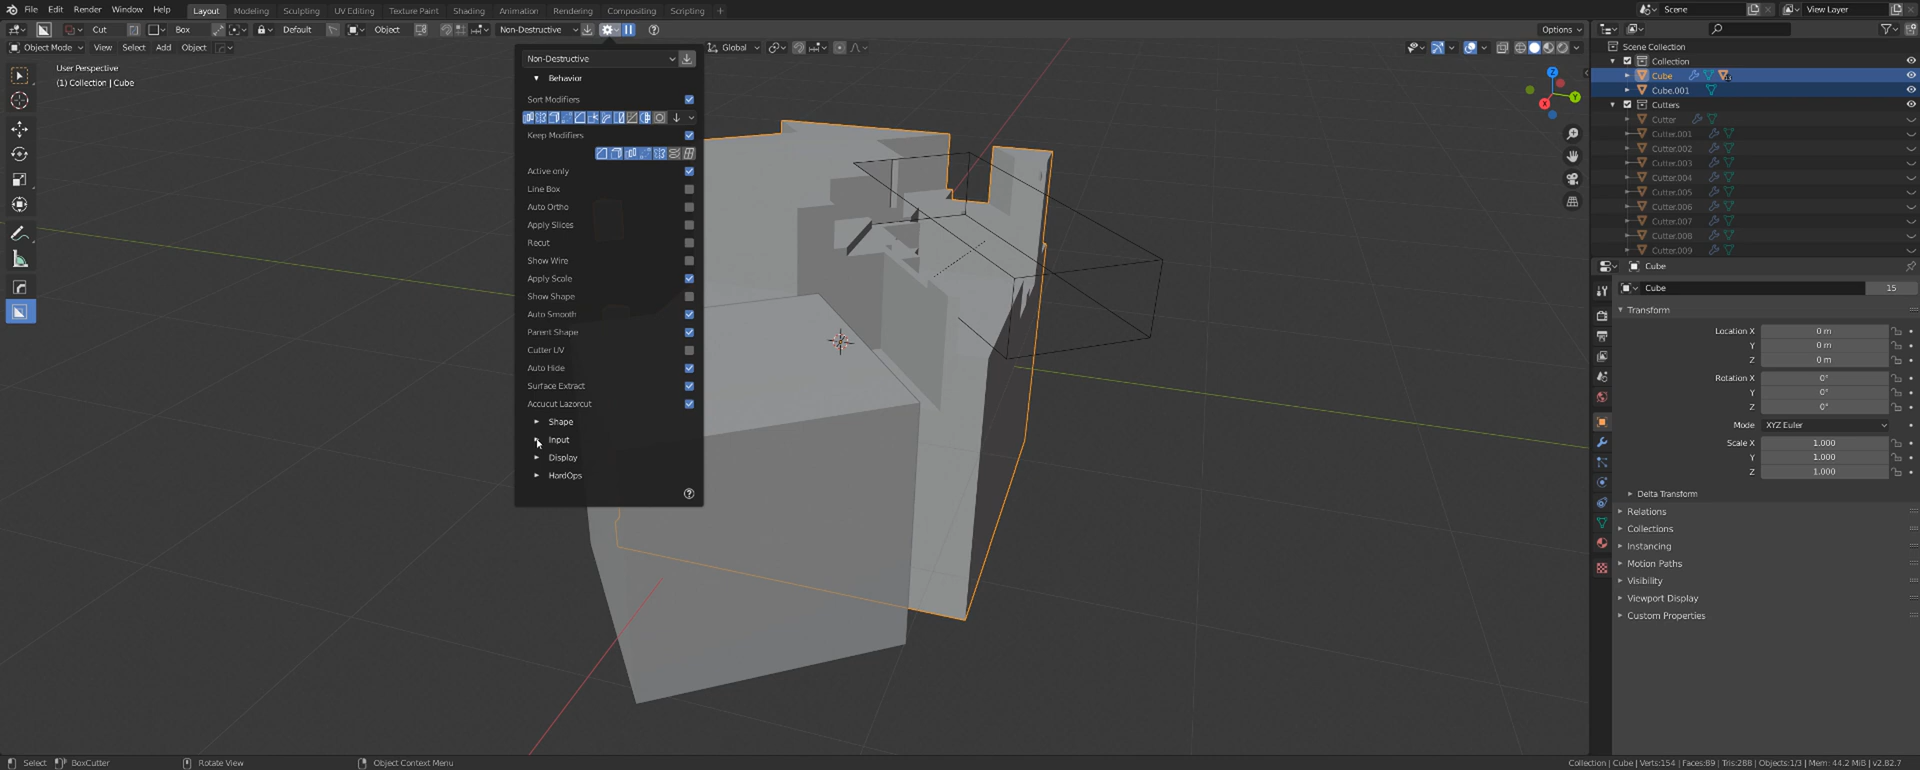 File Edit Render Window Help Layout Modeling Sculpting UV Editing Texture Paint Shading Animation Rendering Compositing Scripting + Scene View Layer
Cut Box Default Object Non-Destructive Options
Object Mode View Select Add Object Global
User Perspective
(1) Collection | Cube
Non-Destructive
Behavior
Sort Modifiers
Keep Modifiers
Active only
Line Box
Auto Ortho
Apply Slices
Recut
Show Wire
Apply Scale
Show Shape
Auto Smooth
Parent Shape
Cutter UV
Auto Hide
Surface Extract
Accucut Lazorcut
Shape
Input
Display
HardOps
X
Y
Z
Scene Collection
Collection
Cube
Cube.001
Cutters
Cutter
Cutter.001
Cutter.002
Cutter.003
Cutter.004
Cutter.005
Cutter.006
Cutter.007
Cutter.008
Cutter.009
Cube
Cube 15
Transform
Location X 0 m
Y 0 m
Z 0 m
Rotation X 0°
Y 0°
Z 0°
Mode XYZ Euler
Scale X 1.000
Y 1.000
Z 1.000
Delta Transform
Relations
Collections
Instancing
Motion Paths
Visibility
Viewport Display
Custom Properties
Select BoxCutter Rotate View Object Context Menu Collection | Cube | Verts:154 | Faces:89 | Tris:288 | Objects:1/3 | Mem: 44.2 MiB | v2.82.7